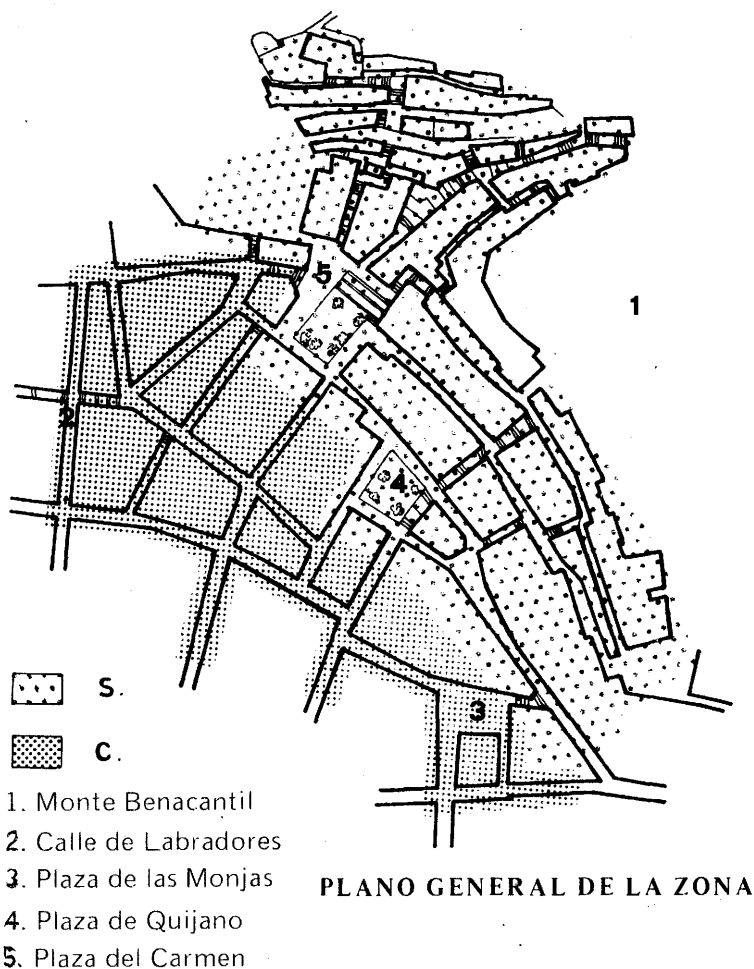 5
1
2
4
3
S.
C.
1. Monte Benacantil
2. Calle de Labradores
3. Plaza de las Monjas
4. Plaza de Quijano
5. Plaza del Carmen
PLANO GENERAL DE LA ZONA